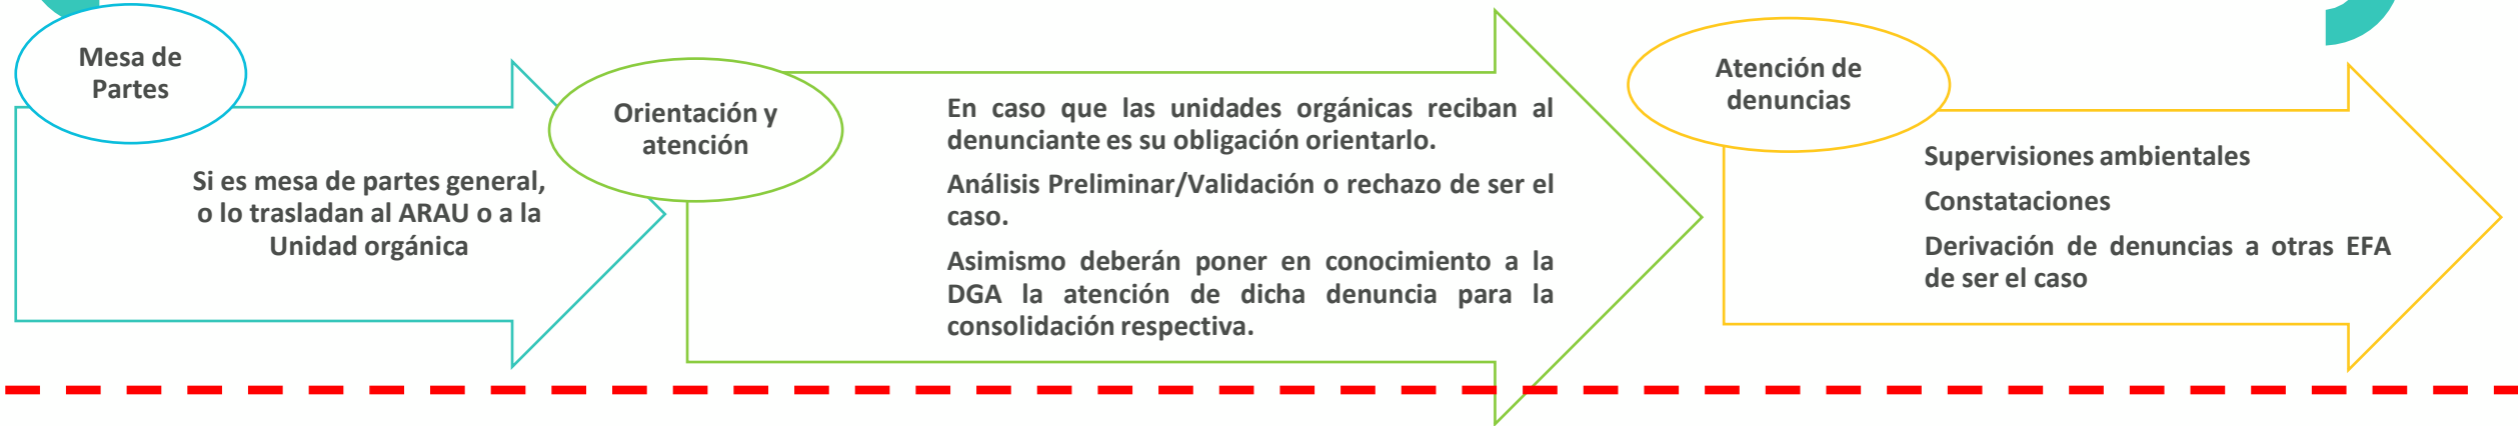 Mesa de
Partes
Si es mesa de partes general,
o lo trasladan al ARAU o a la
Unidad orgánica
Orientación y
atención
En caso que las unidades orgánicas reciban al
denunciante es su obligación orientarlo.
Análisis Preliminar/Validación o rechazo de ser el
caso.
Asimismo deberán poner en conocimiento a la
DGA la atención de dicha denuncia para la
consolidación respectiva.
Atención de
denuncias
Supervisiones ambientales
Constataciones
Derivación de denuncias a otras EFA
de ser el caso